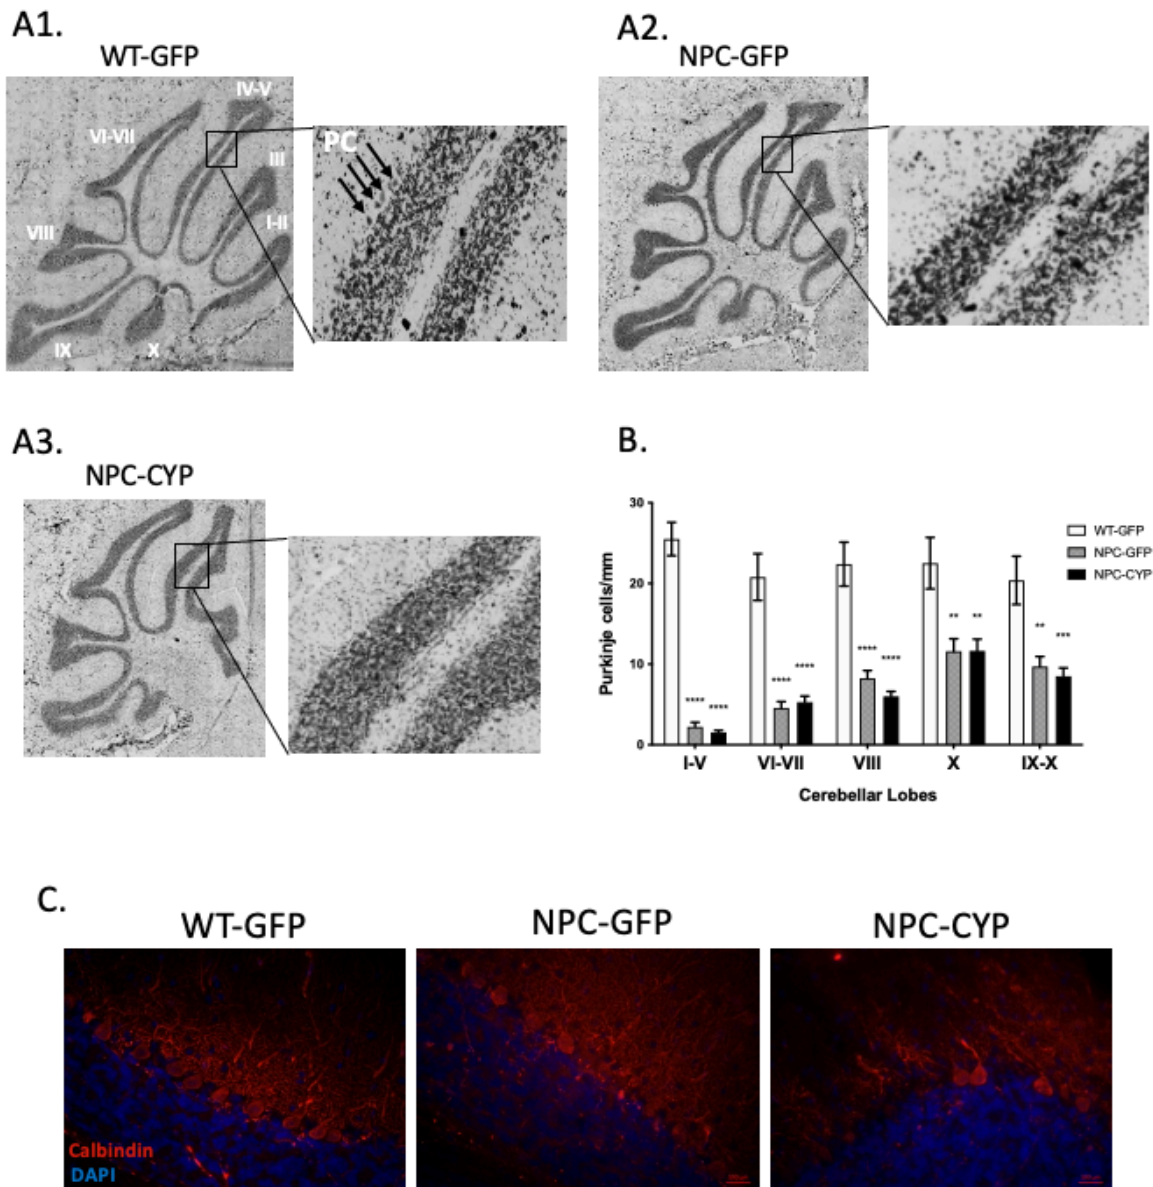 A1.
WT-GFP
IV-V
VI-VII
III
I-II
VIII
IX
X
PC
A2.
NPC-GFP
A3.
NPC-CYP
B.
30
20
10
0
Purkinje cells/mm
WT-GFP
NPC-GFP
NPC-CYP
**** ****
**** ****
**** ****
** **
** ***
I-V VI-VII VIII X IX-X
Cerebellar Lobes
C.
WT-GFP
NPC-GFP
NPC-CYP
Calbindin
DAPI